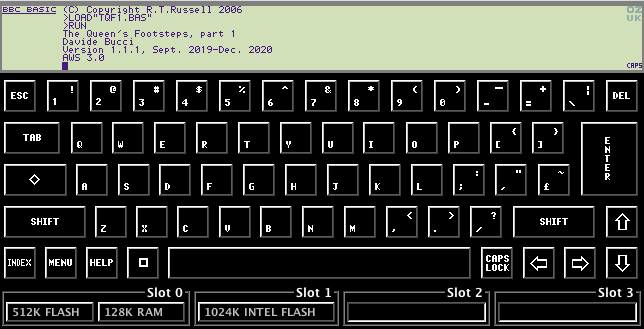 BBC BASIC
(C) Copyright R.T.Russell 2006
>LOAD"TQF1.BAS"
>RUN
The Queen's Footsteps, part 1
Davide Bucci
Version 1.1.1, Sept. 2019-Dec. 2020
AWS 3.0
OZ
UK
CAPS
ESC 1 ! 2 @ 3 # 4 $ 5 % 6 ^ 7 & 8 * 9 ( 0 ) - _ = + \ ¦ DEL
TAB Q W E R T Y U I O P [ { ] } ENTER
◇ A S D F G H J K L ; : ' " £ ~
SHIFT Z X C V B N M , < . > / ? SHIFT ⇧
INDEX MENU HELP □ CAPS LOCK ⇦ ⇨ ⇩
Slot 0 Slot 1 Slot 2 Slot 3
512K FLASH 128K RAM 1024K INTEL FLASH